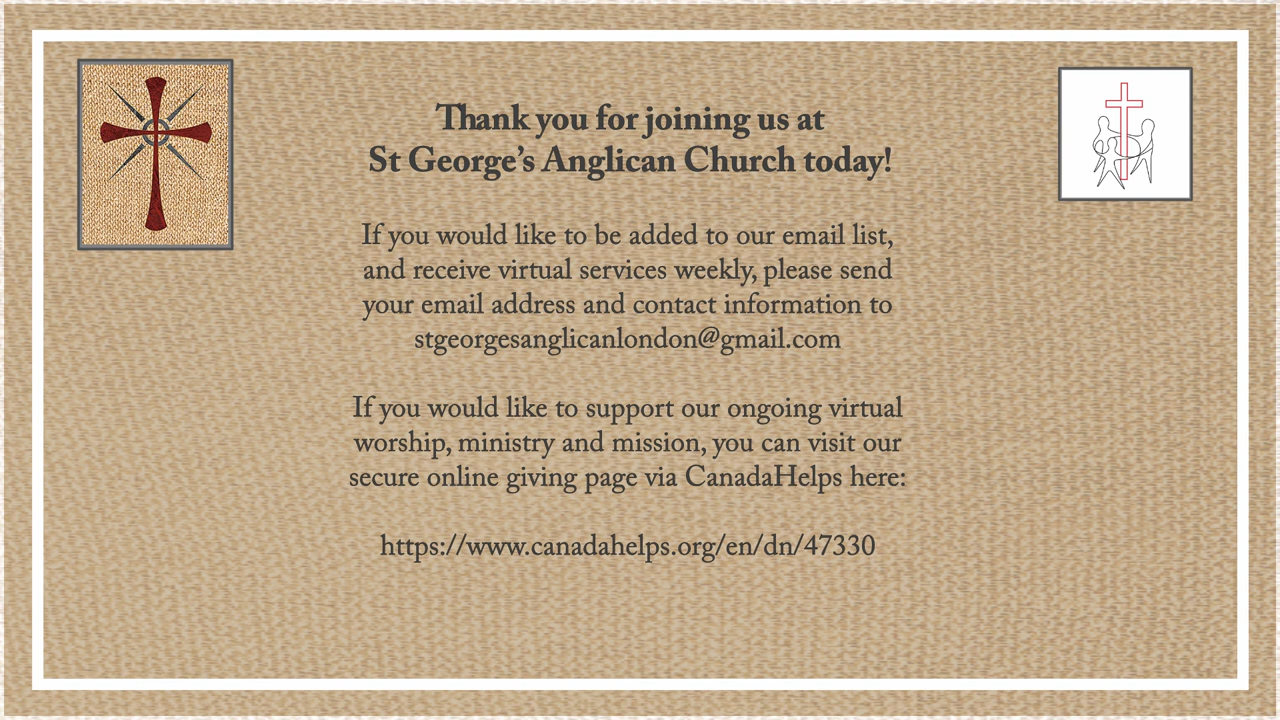 Thank you for joining us at
St George’s Anglican Church today!
If you would like to be added to our email list,
and receive virtual services weekly, please send
your email address and contact information to
stgeorgesanglicanlondon@gmail.com
If you would like to support our ongoing virtual
worship, ministry and mission, you can visit our
secure online giving page via CanadaHelps here:
https://www.canadahelps.org/en/dn/47330